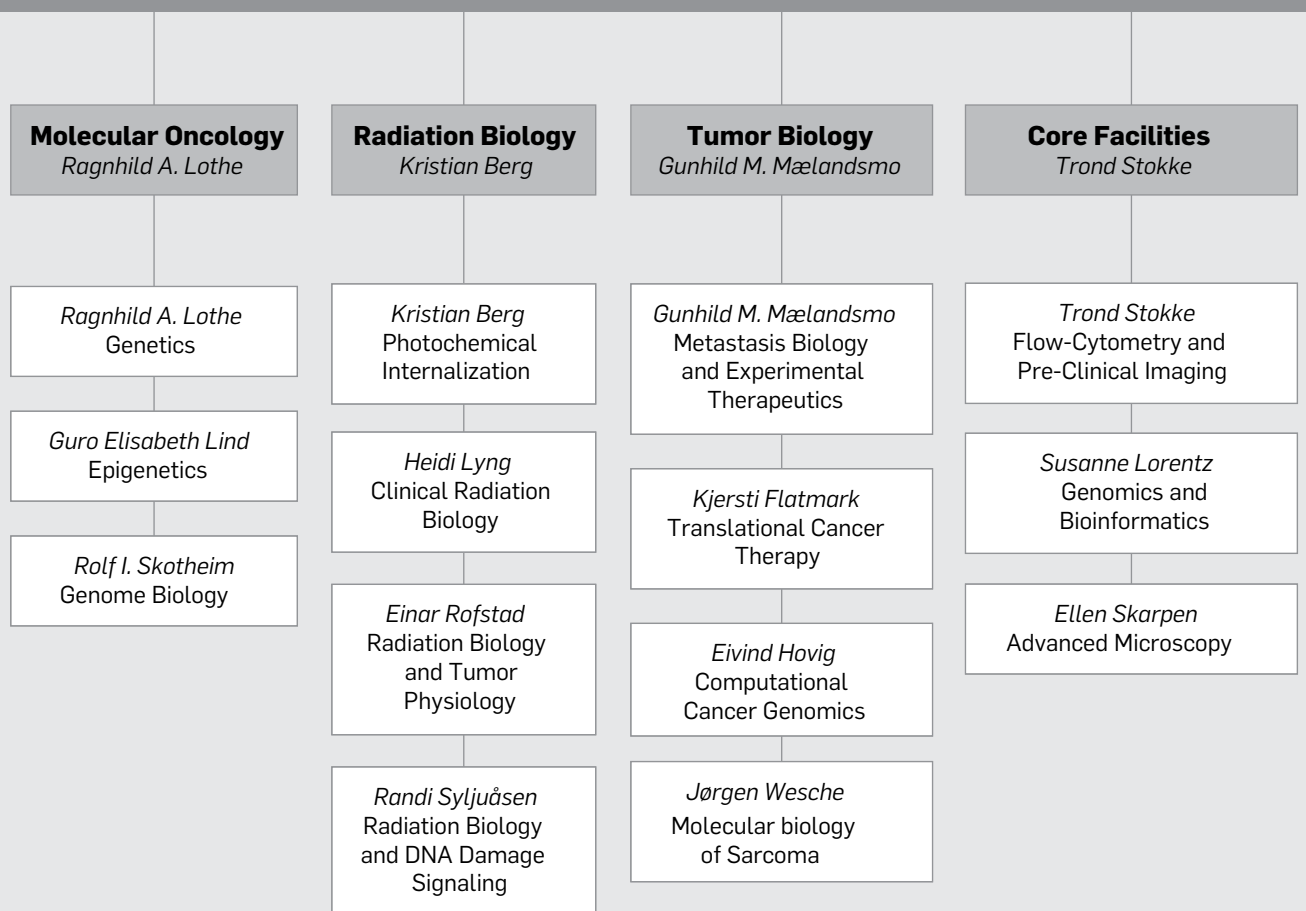 Molecular Oncology
Ragnhild A. Lothe
Ragnhild A. Lothe
Genetics
Guro Elisabeth Lind
Epigenetics
Rolf I. Skotheim
Genome Biology
Radiation Biology
Kristian Berg
Kristian Berg
Photochemical
Internalization
Heidi Lyng
Clinical Radiation
Biology
Einar Rofstad
Radiation Biology
and Tumor
Physiology
Randi Syljuåsen
Radiation Biology
and DNA Damage
Signaling
Tumor Biology
Gunhild M. Mælandsmo
Gunhild M. Mælandsmo
Metastasis Biology
and Experimental
Therapeutics
Kjersti Flatmark
Translational Cancer
Therapy
Eivind Hovig
Computational
Cancer Genomics
Jørgen Wesche
Molecular biology
of Sarcoma
Core Facilities
Trond Stokke
Trond Stokke
Flow-Cytometry and
Pre-Clinical Imaging
Susanne Lorentz
Genomics and
Bioinformatics
Ellen Skarpen
Advanced Microscopy